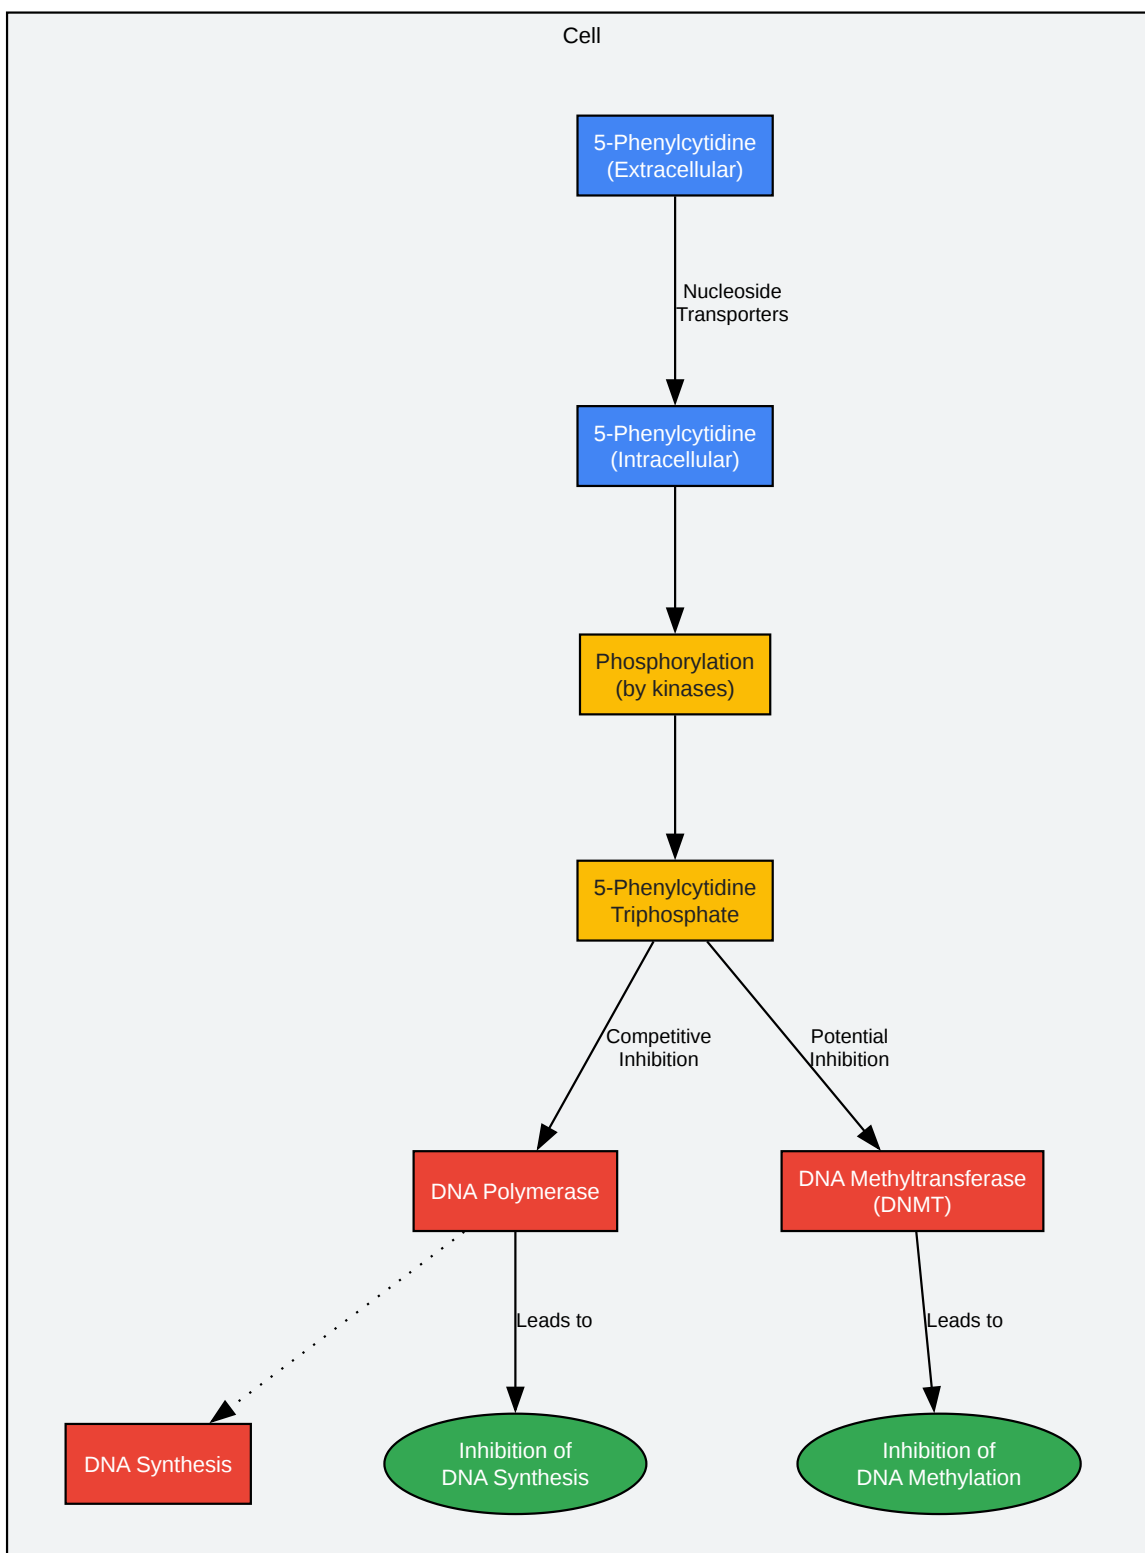 Cell
5-Phenylcytidine
(Extracellular)
Nucleoside
Transporters
5-Phenylcytidine
(Intracellular)
Phosphorylation
(by kinases)
5-Phenylcytidine
Triphosphate
Competitive
Inhibition
Potential
Inhibition
DNA Polymerase
DNA Methyltransferase
(DNMT)
Leads to
Leads to
DNA Synthesis
Inhibition of
DNA Synthesis
Inhibition of
DNA Methylation